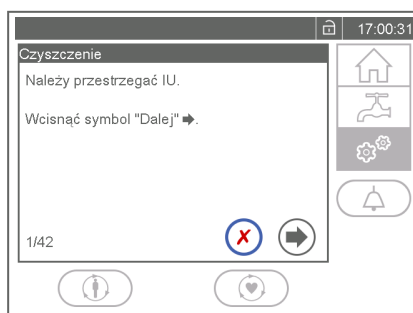 17:00:31
Czyszczenie
Należy przestrzegać IU.
Wcisnąć symbol "Dalej" ➡.
1/42